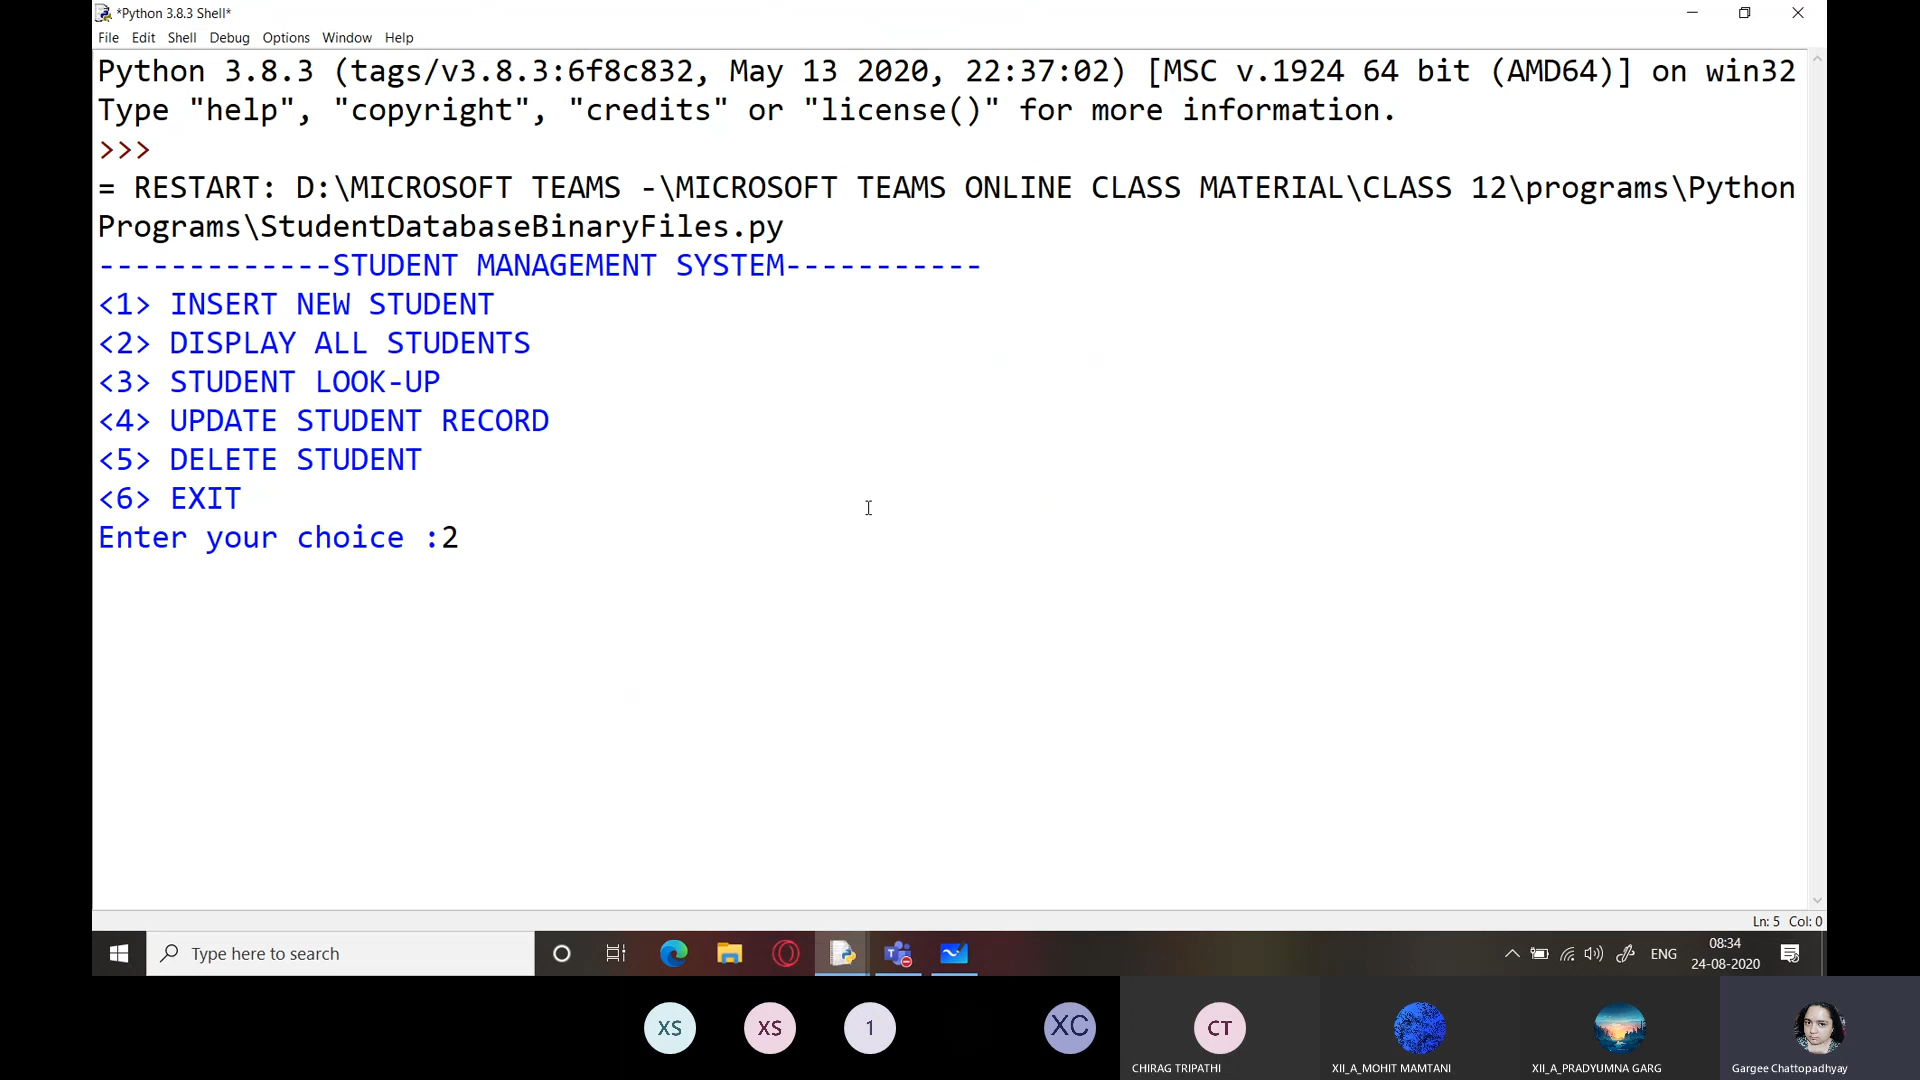 *Python 3.8.3 Shell*
File Edit Shell Debug Options Window Help
Python 3.8.3 (tags/v3.8.3:6f8c832, May 13 2020, 22:37:02) [MSC v.1924 64 bit (AMD64)] on win32
Type "help", "copyright", "credits" or "license()" for more information.
>>>
= RESTART: D:\MICROSOFT TEAMS -\MICROSOFT TEAMS ONLINE CLASS MATERIAL\CLASS 12\programs\Python
Programs\StudentDatabaseBinaryFiles.py
-------------STUDENT MANAGEMENT SYSTEM-----------
<1> INSERT NEW STUDENT
<2> DISPLAY ALL STUDENTS
<3> STUDENT LOOK-UP
<4> UPDATE STUDENT RECORD
<5> DELETE STUDENT
<6> EXIT
Enter your choice :2
Ln: 5 Col: 0
Type here to search
ENG
08:34
24-08-2020
XS XS 1 XC CT
CHIRAG TRIPATHI XII_A_MOHIT MAMTANI XII_A_PRADYUMNA GARG Gargee Chattopadhyay